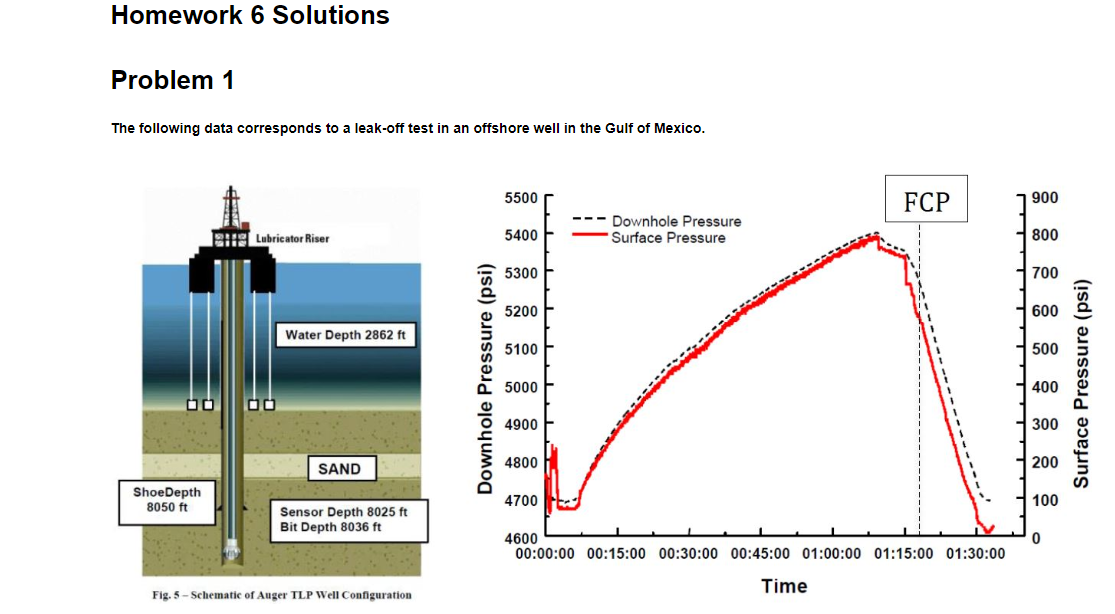 Homework 6 Solutions
Problem 1
The following data corresponds to a leak-off test in an offshore well in the Gulf of Mexico.
Lubricator Riser
Water Depth 2862 ft
SAND
ShoeDepth
8050 ft
Sensor Depth 8025 ft
Bit Depth 8036 ft
Fig. 5 – Schematic of Auger TLP Well Configuration
FCP
Downhole Pressure
Surface Pressure
Downhole Pressure (psi)
5500
5400
5300
5200
5100
5000
4900
4800
4700
4600
900
800
700
600
500
400
300
200
100
0
Surface Pressure (psi)
00:00:00 00:15:00 00:30:00 00:45:00 01:00:00 01:15:00 01:30:00
Time